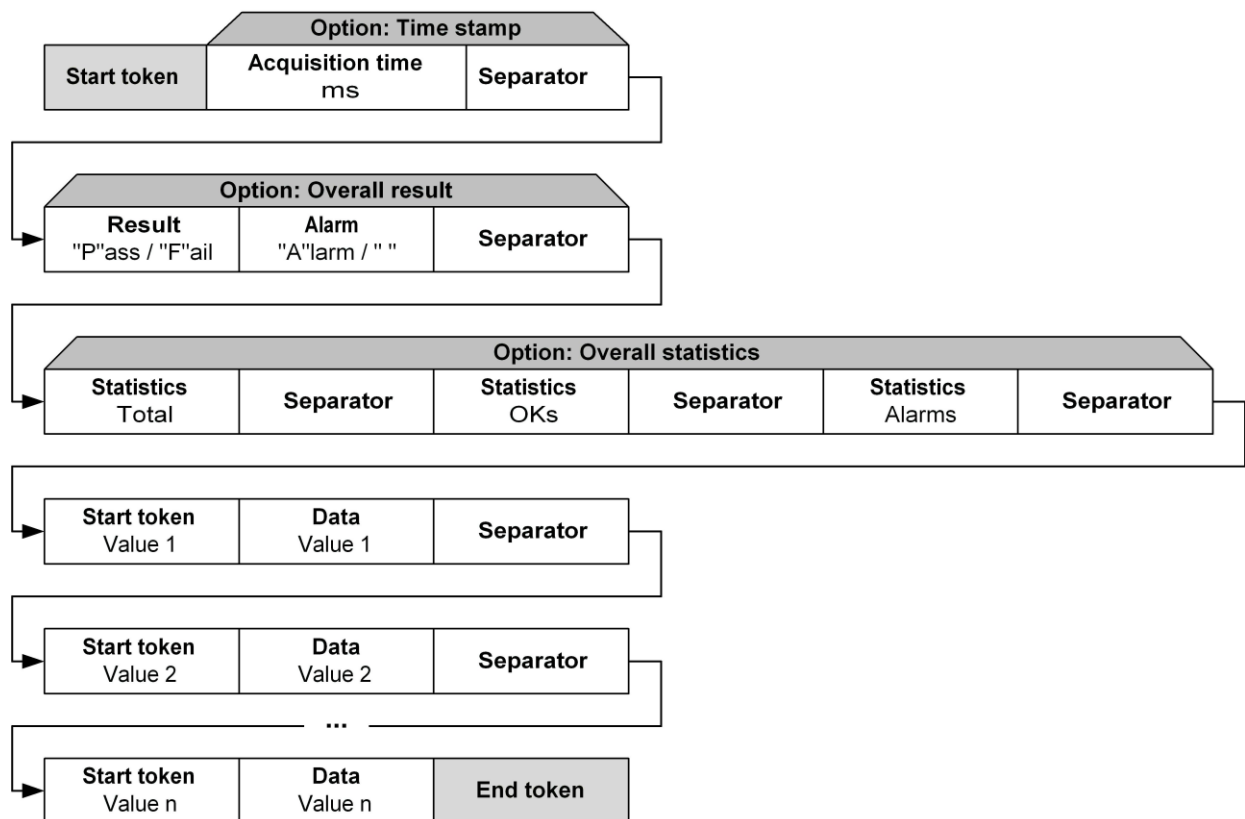 Option: Time stamp
Start token
Acquisition time
ms
Separator
Option: Overall result
Result
"P"ass / "F"ail
Alarm
"A"larm / " "
Separator
Option: Overall statistics
Statistics
Total
Separator
Statistics
OKs
Separator
Statistics
Alarms
Separator
Start token
Value 1
Data
Value 1
Separator
Start token
Value 2
Data
Value 2
Separator
...
Start token
Value n
Data
Value n
End token